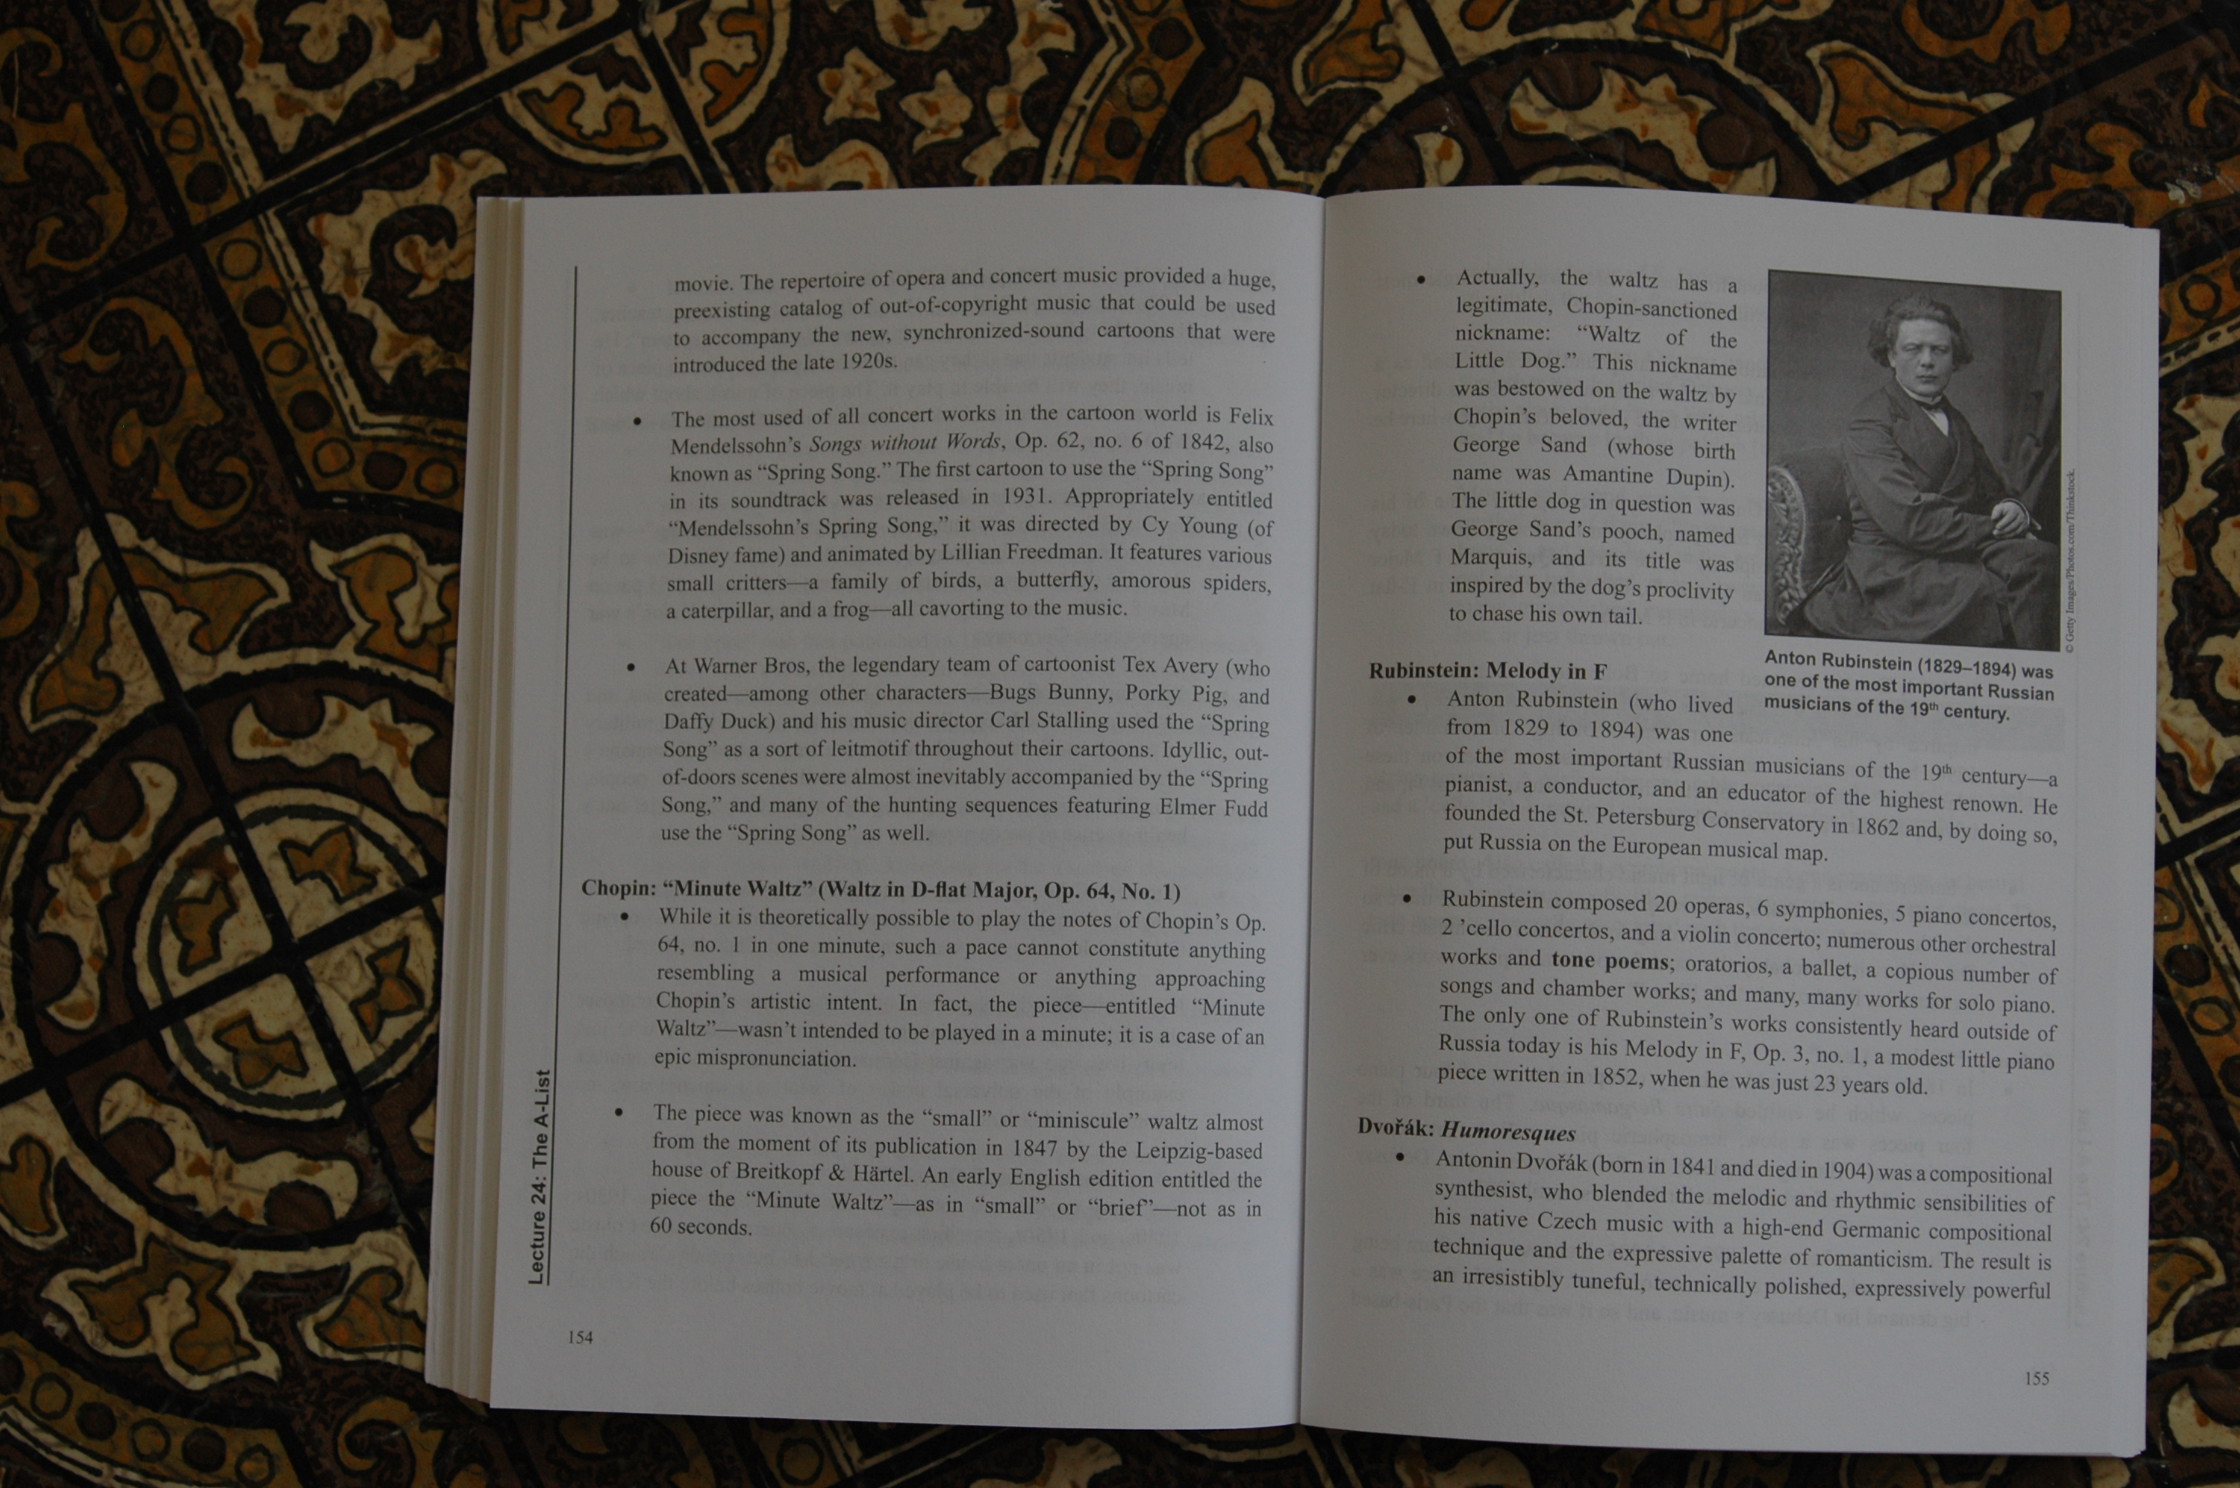 movie. The repertoire of opera and concert music provided a huge,
preexisting catalog of out-of-copyright music that could be used
to accompany the new, synchronized-sound cartoons that were
introduced the late 1920s.
• The most used of all concert works in the cartoon world is Felix
Mendelssohn’s Songs without Words, Op. 62, no. 6 of 1842, also
known as “Spring Song.” The first cartoon to use the “Spring Song”
in its soundtrack was released in 1931. Appropriately entitled
“Mendelssohn’s Spring Song,” it was directed by Cy Young (of
Disney fame) and animated by Lillian Freedman. It features various
small critters—a family of birds, a butterfly, amorous spiders,
a caterpillar, and a frog—all cavorting to the music.
• At Warner Bros, the legendary team of cartoonist Tex Avery (who
created—among other characters—Bugs Bunny, Porky Pig, and
Daffy Duck) and his music director Carl Stalling used the “Spring
Song” as a sort of leitmotif throughout their cartoons. Idyllic, out-
of-doors scenes were almost inevitably accompanied by the “Spring
Song,” and many of the hunting sequences featuring Elmer Fudd
use the “Spring Song” as well.
Chopin: “Minute Waltz” (Waltz in D-flat Major, Op. 64, No. 1)
• While it is theoretically possible to play the notes of Chopin’s Op.
64, no. 1 in one minute, such a pace cannot constitute anything
resembling a musical performance or anything approaching
Chopin’s artistic intent. In fact, the piece—entitled “Minute
Waltz”—wasn’t intended to be played in a minute; it is a case of an
epic mispronunciation.
• The piece was known as the “small” or “miniscule” waltz almost
from the moment of its publication in 1847 by the Leipzig-based
house of Breitkopf & Härtel. An early English edition entitled the
piece the “Minute Waltz”—as in “small” or “brief”—not as in
60 seconds.
Lecture 24: The A-List
154
• Actually, the waltz has a
legitimate, Chopin-sanctioned
nickname: “Waltz of the
Little Dog.” This nickname
was bestowed on the waltz by
Chopin’s beloved, the writer
George Sand (whose birth
name was Amantine Dupin).
The little dog in question was
George Sand’s pooch, named
Marquis, and its title was
inspired by the dog’s proclivity
to chase his own tail.
© Getty Images/Photos.com/Thinkstock.
Anton Rubinstein (1829–1894) was
one of the most important Russian
musicians of the 19th century.
Rubinstein: Melody in F
• Anton Rubinstein (who lived
from 1829 to 1894) was one
of the most important Russian musicians of the 19th century—a
pianist, a conductor, and an educator of the highest renown. He
founded the St. Petersburg Conservatory in 1862 and, by doing so,
put Russia on the European musical map.
• Rubinstein composed 20 operas, 6 symphonies, 5 piano concertos,
2 ’cello concertos, and a violin concerto; numerous other orchestral
works and tone poems; oratorios, a ballet, a copious number of
songs and chamber works; and many, many works for solo piano.
The only one of Rubinstein’s works consistently heard outside of
Russia today is his Melody in F, Op. 3, no. 1, a modest little piano
piece written in 1852, when he was just 23 years old.
Dvořák: Humoresques
• Antonin Dvořák (born in 1841 and died in 1904) was a compositional
synthesist, who blended the melodic and rhythmic sensibilities of
his native Czech music with a high-end Germanic compositional
technique and the expressive palette of romanticism. The result is
an irresistibly tuneful, technically polished, expressively powerful
155